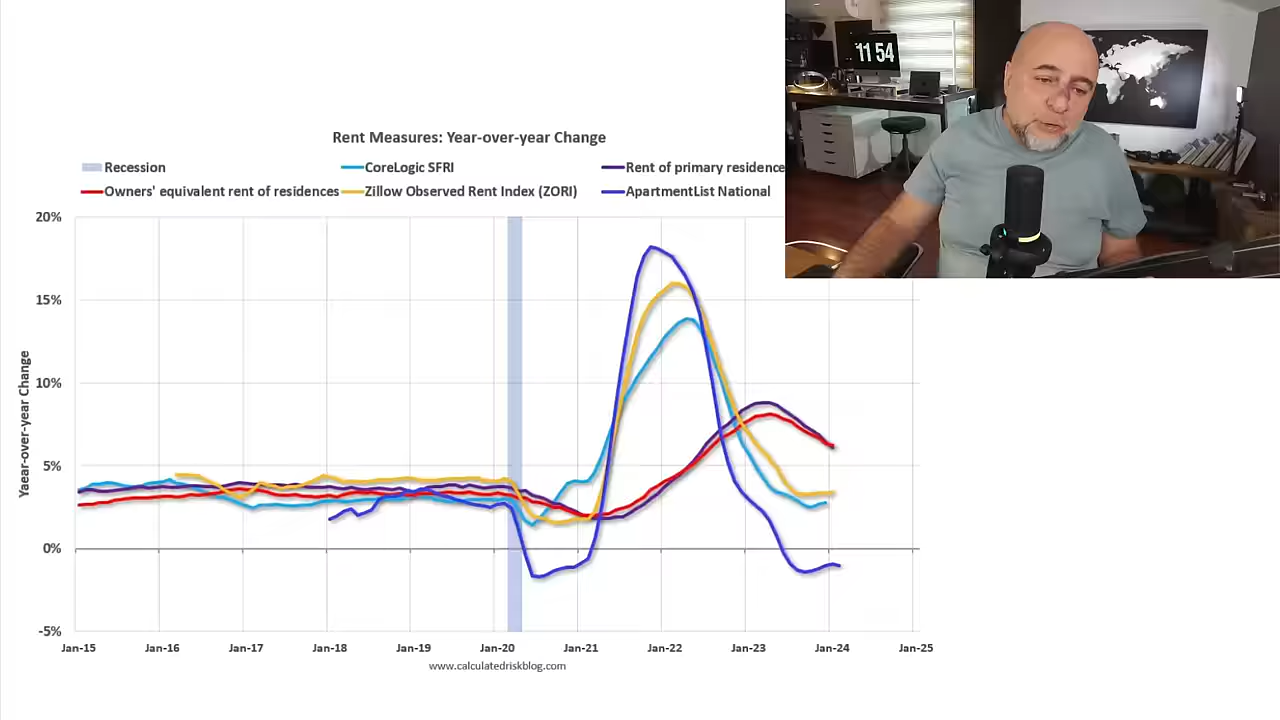 11 54
Rent Measures: Year-over-year Change
Recession
CoreLogic SFRI
Rent of primary residence
Owners' equivalent rent of residences
Zillow Observed Rent Index (ZORI)
ApartmentList National
20%
15%
10%
5%
0%
-5%
Yaeer-over-year Change
Jan-15 Jan-16 Jan-17 Jan-18 Jan-19 Jan-20 Jan-21 Jan-22 Jan-23 Jan-24 Jan-25
www.calculatedriskblog.com